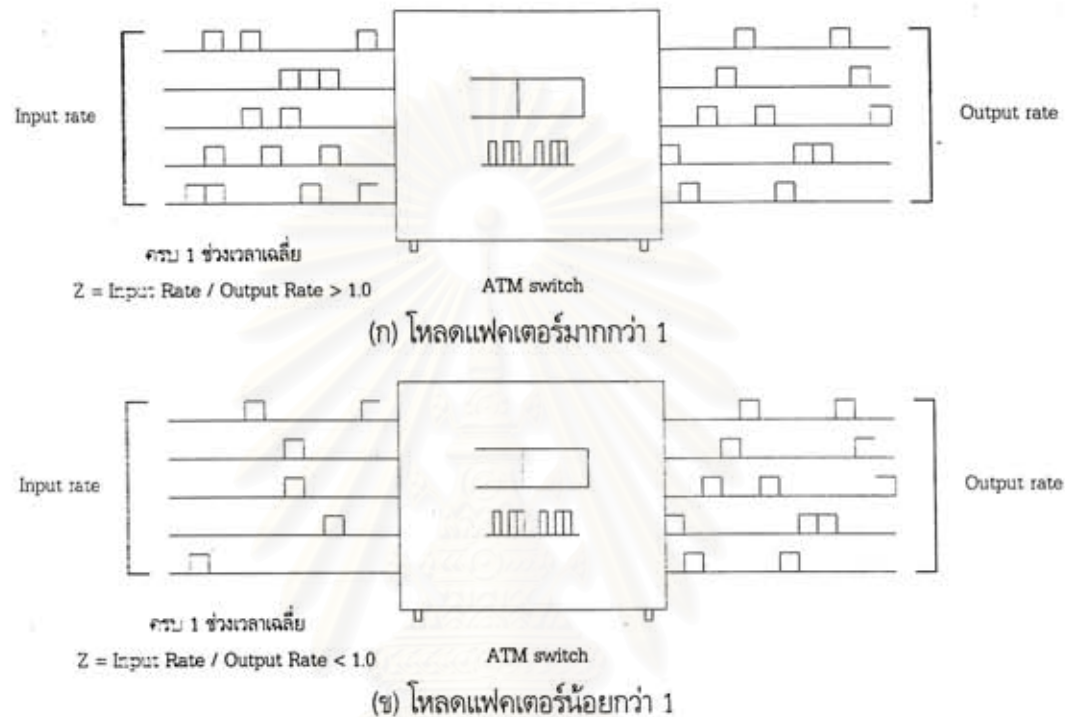 Input rate
Output rate
ครบ 1 ช่วงเวลาเฉลี่ย
Z = Input Rate / Output Rate > 1.0
ATM switch
(ก) โหลดแฟคเตอร์มากกว่า 1
Input rate
Output rate
ครบ 1 ช่วงเวลาเฉลี่ย
Z = Input Rate / Output Rate < 1.0
ATM switch
(ข) โหลดแฟคเตอร์น้อยกว่า 1